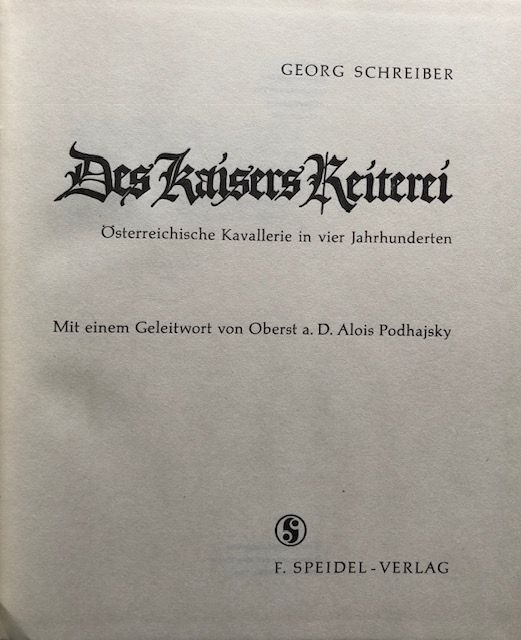 GEORG SCHREIBER
Des Kaisers Reiterei
Österreichische Kavallerie in vier Jahrhunderten
Mit einem Geleitwort von Oberst a. D. Alois Podhajsky
F. SPEIDEL-VERLAG